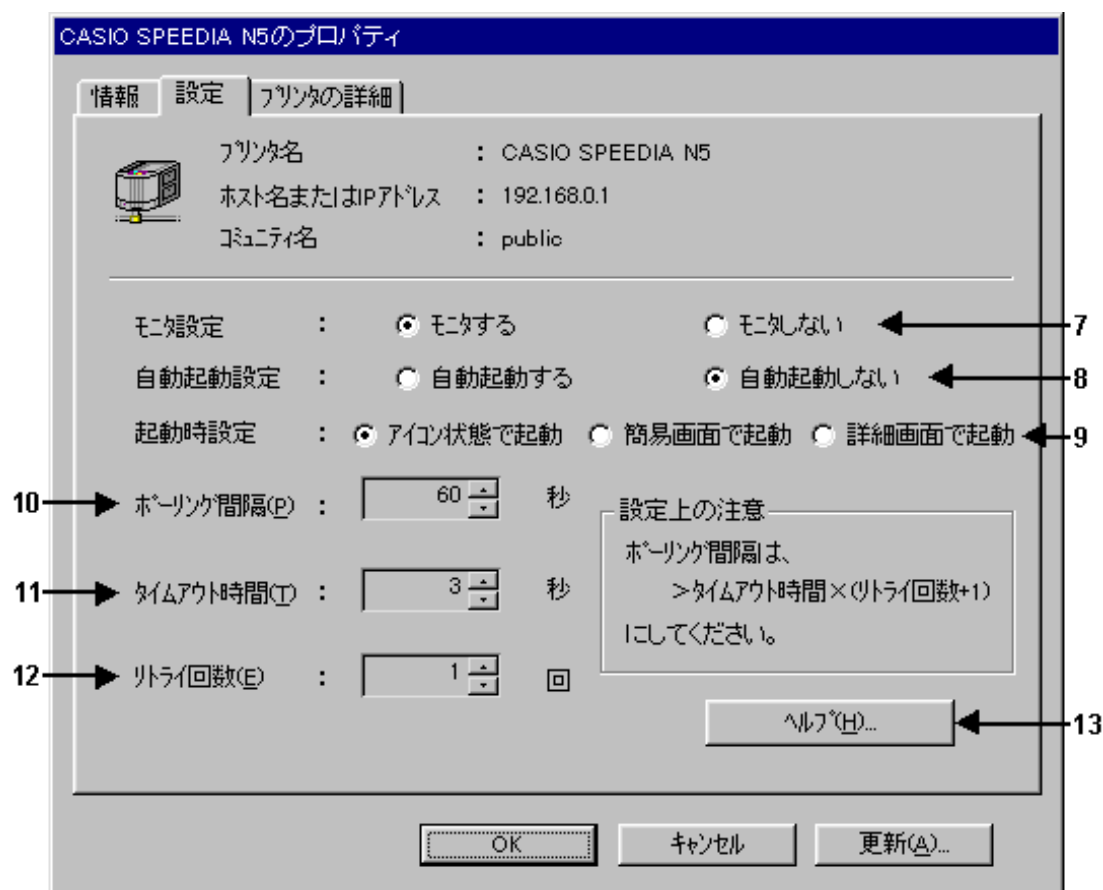 CASIO SPEEDIA N5のプロパティ
情報 設定 プリンタの詳細
プリンタ名 : CASIO SPEEDIA N5
ホスト名またはIPアドレス : 192.168.0.1
コミュニティ名 : public
モニタ設定 : モニタする モニタしない 7
自動起動設定 : 自動起動する 自動起動しない 8
起動時設定 : アイコン状態で起動 簡易画面で起動 詳細画面で起動 9
10 ポーリング間隔(P) : 60 秒
設定上の注意
ポーリング間隔は、
11 タイムアウト時間(T) : 3 秒
>タイムアウト時間×(リトライ回数+1)
にしてください。
12 リトライ回数(E) : 1 回
ヘルプ(H)... 13
OK キャンセル 更新(A)...